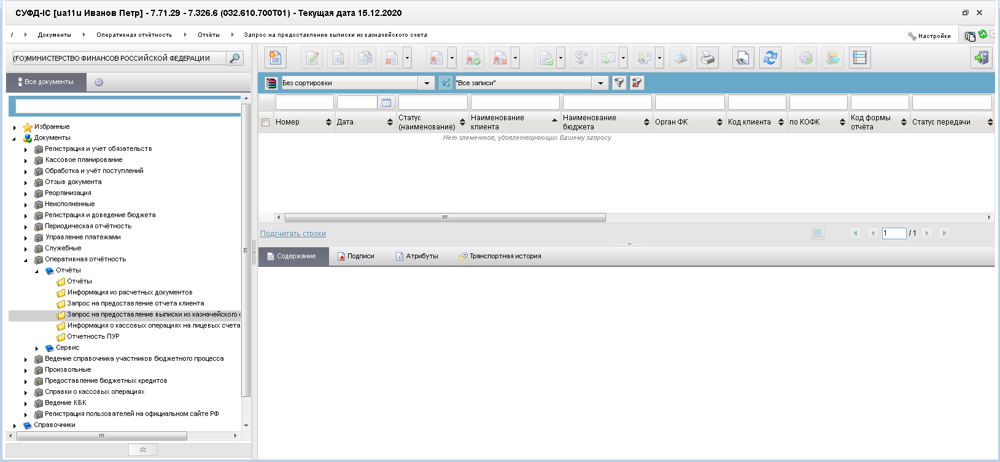 СУФД-IC [ua11u Иванов Петр] - 7.71.29 - 7.326.6 (032.610.700T01) - Текущая дата 15.12.2020
/ Документы Оперативная отчётность Отчёты Запрос на предоставление выписки из казначейского счета
Настройки
(FO)МИНИСТЕРСТВО ФИНАНСОВ РОССИЙСКОЙ ФЕДЕРАЦИИ
Все документы
Без сортировки "Все записи"
Номер Дата Статус (наименование) Наименование клиента Наименование бюджета Орган ФК Код клиента по КОФК Код формы отчёта Статус передачи
Нет элементов, удовлетворяющих Вашему запросу
Подсчитать строки
1 / 1
Содержание Подписи Атрибуты Транспортная история
Избранные
Документы
Регистрация и учет обязательств
Кассовое планирование
Обработка и учёт поступлений
Отзыв документа
Реорганизация
Неисполненные
Регистрация и доведение бюджета
Периодическая отчётность
Управление платежами
Служебные
Оперативная отчётность
Отчёты
Отчёты
Информация из расчетных документов
Запрос на предоставление отчета клиента
Запрос на предоставление выписки из казначейского с
Информация о кассовых операциях на лицевых счета
Отчетность ПУР
Сервис
Ведение справочника участников бюджетного процесса
Произвольные
Предоставление бюджетных кредитов
Справки о кассовых операциях
Ведение КБК
Регистрация пользователей на официальном сайте РФ
Справочники